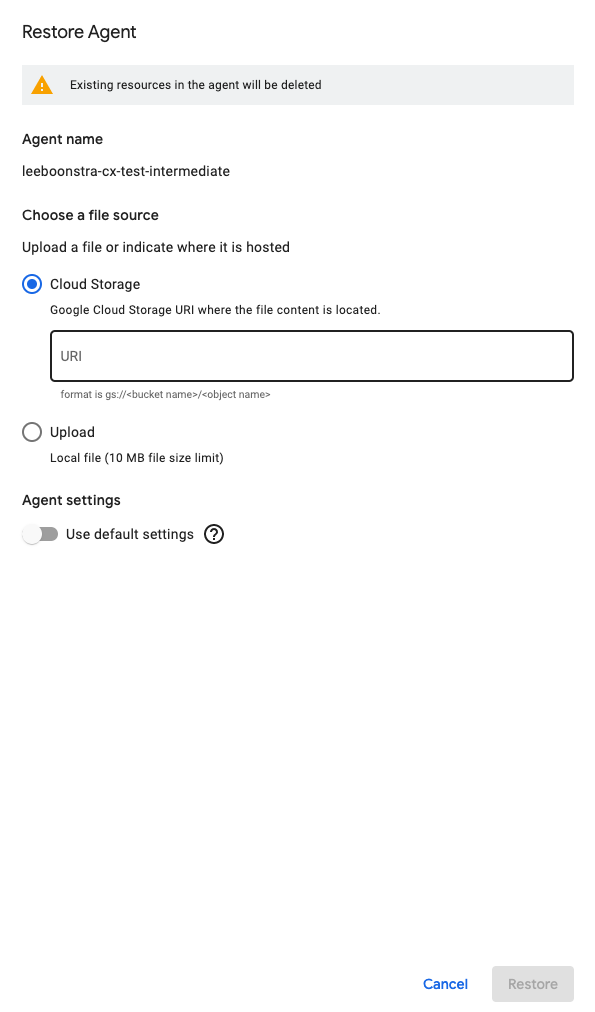 Restore Agent
Existing resources in the agent will be deleted
Agent name
leeboonstra-cx-test-intermediate
Choose a file source
Upload a file or indicate where it is hosted
Cloud Storage
Google Cloud Storage URI where the file content is located.
URI
format is gs://<bucket name>/<object name>
Upload
Local file (10 MB file size limit)
Agent settings
Use default settings
Cancel Restore